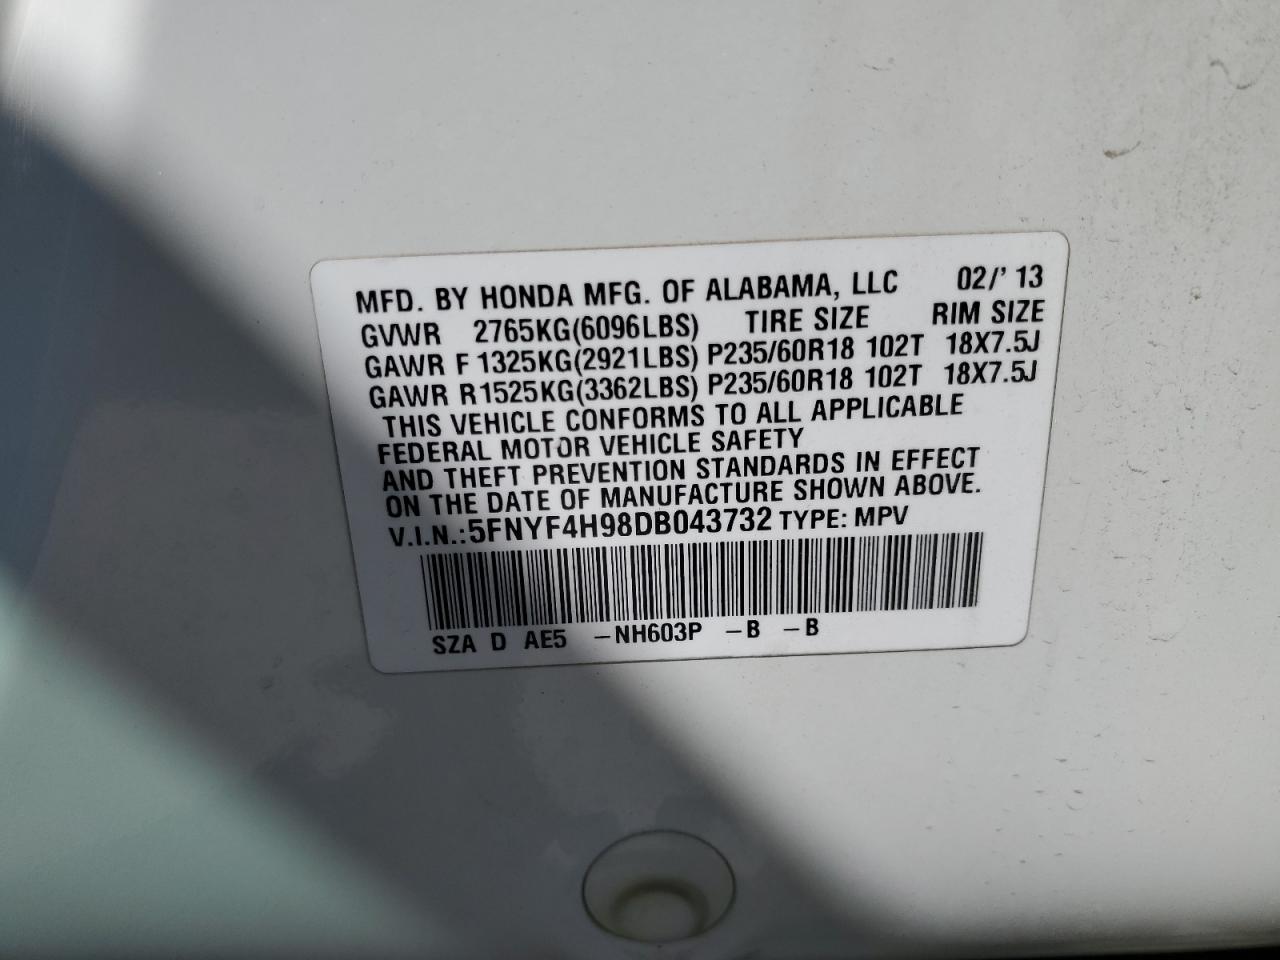 MFD. BY HONDA MFG. OF ALABAMA, LLC 02/' 13
GVWR 2765KG(6096LBS) TIRE SIZE RIM SIZE
GAWR F 1325KG(2921LBS) P235/60R18 102T 18X7.5J
GAWR R1525KG(3362LBS) P235/60R18 102T 18X7.5J
THIS VEHICLE CONFORMS TO ALL APPLICABLE
FEDERAL MOTOR VEHICLE SAFETY
AND THEFT PREVENTION STANDARDS IN EFFECT
ON THE DATE OF MANUFACTURE SHOWN ABOVE.
V.I.N.:5FNYF4H98DB043732 TYPE: MPV
SZA D AE5 -NH603P -B -B